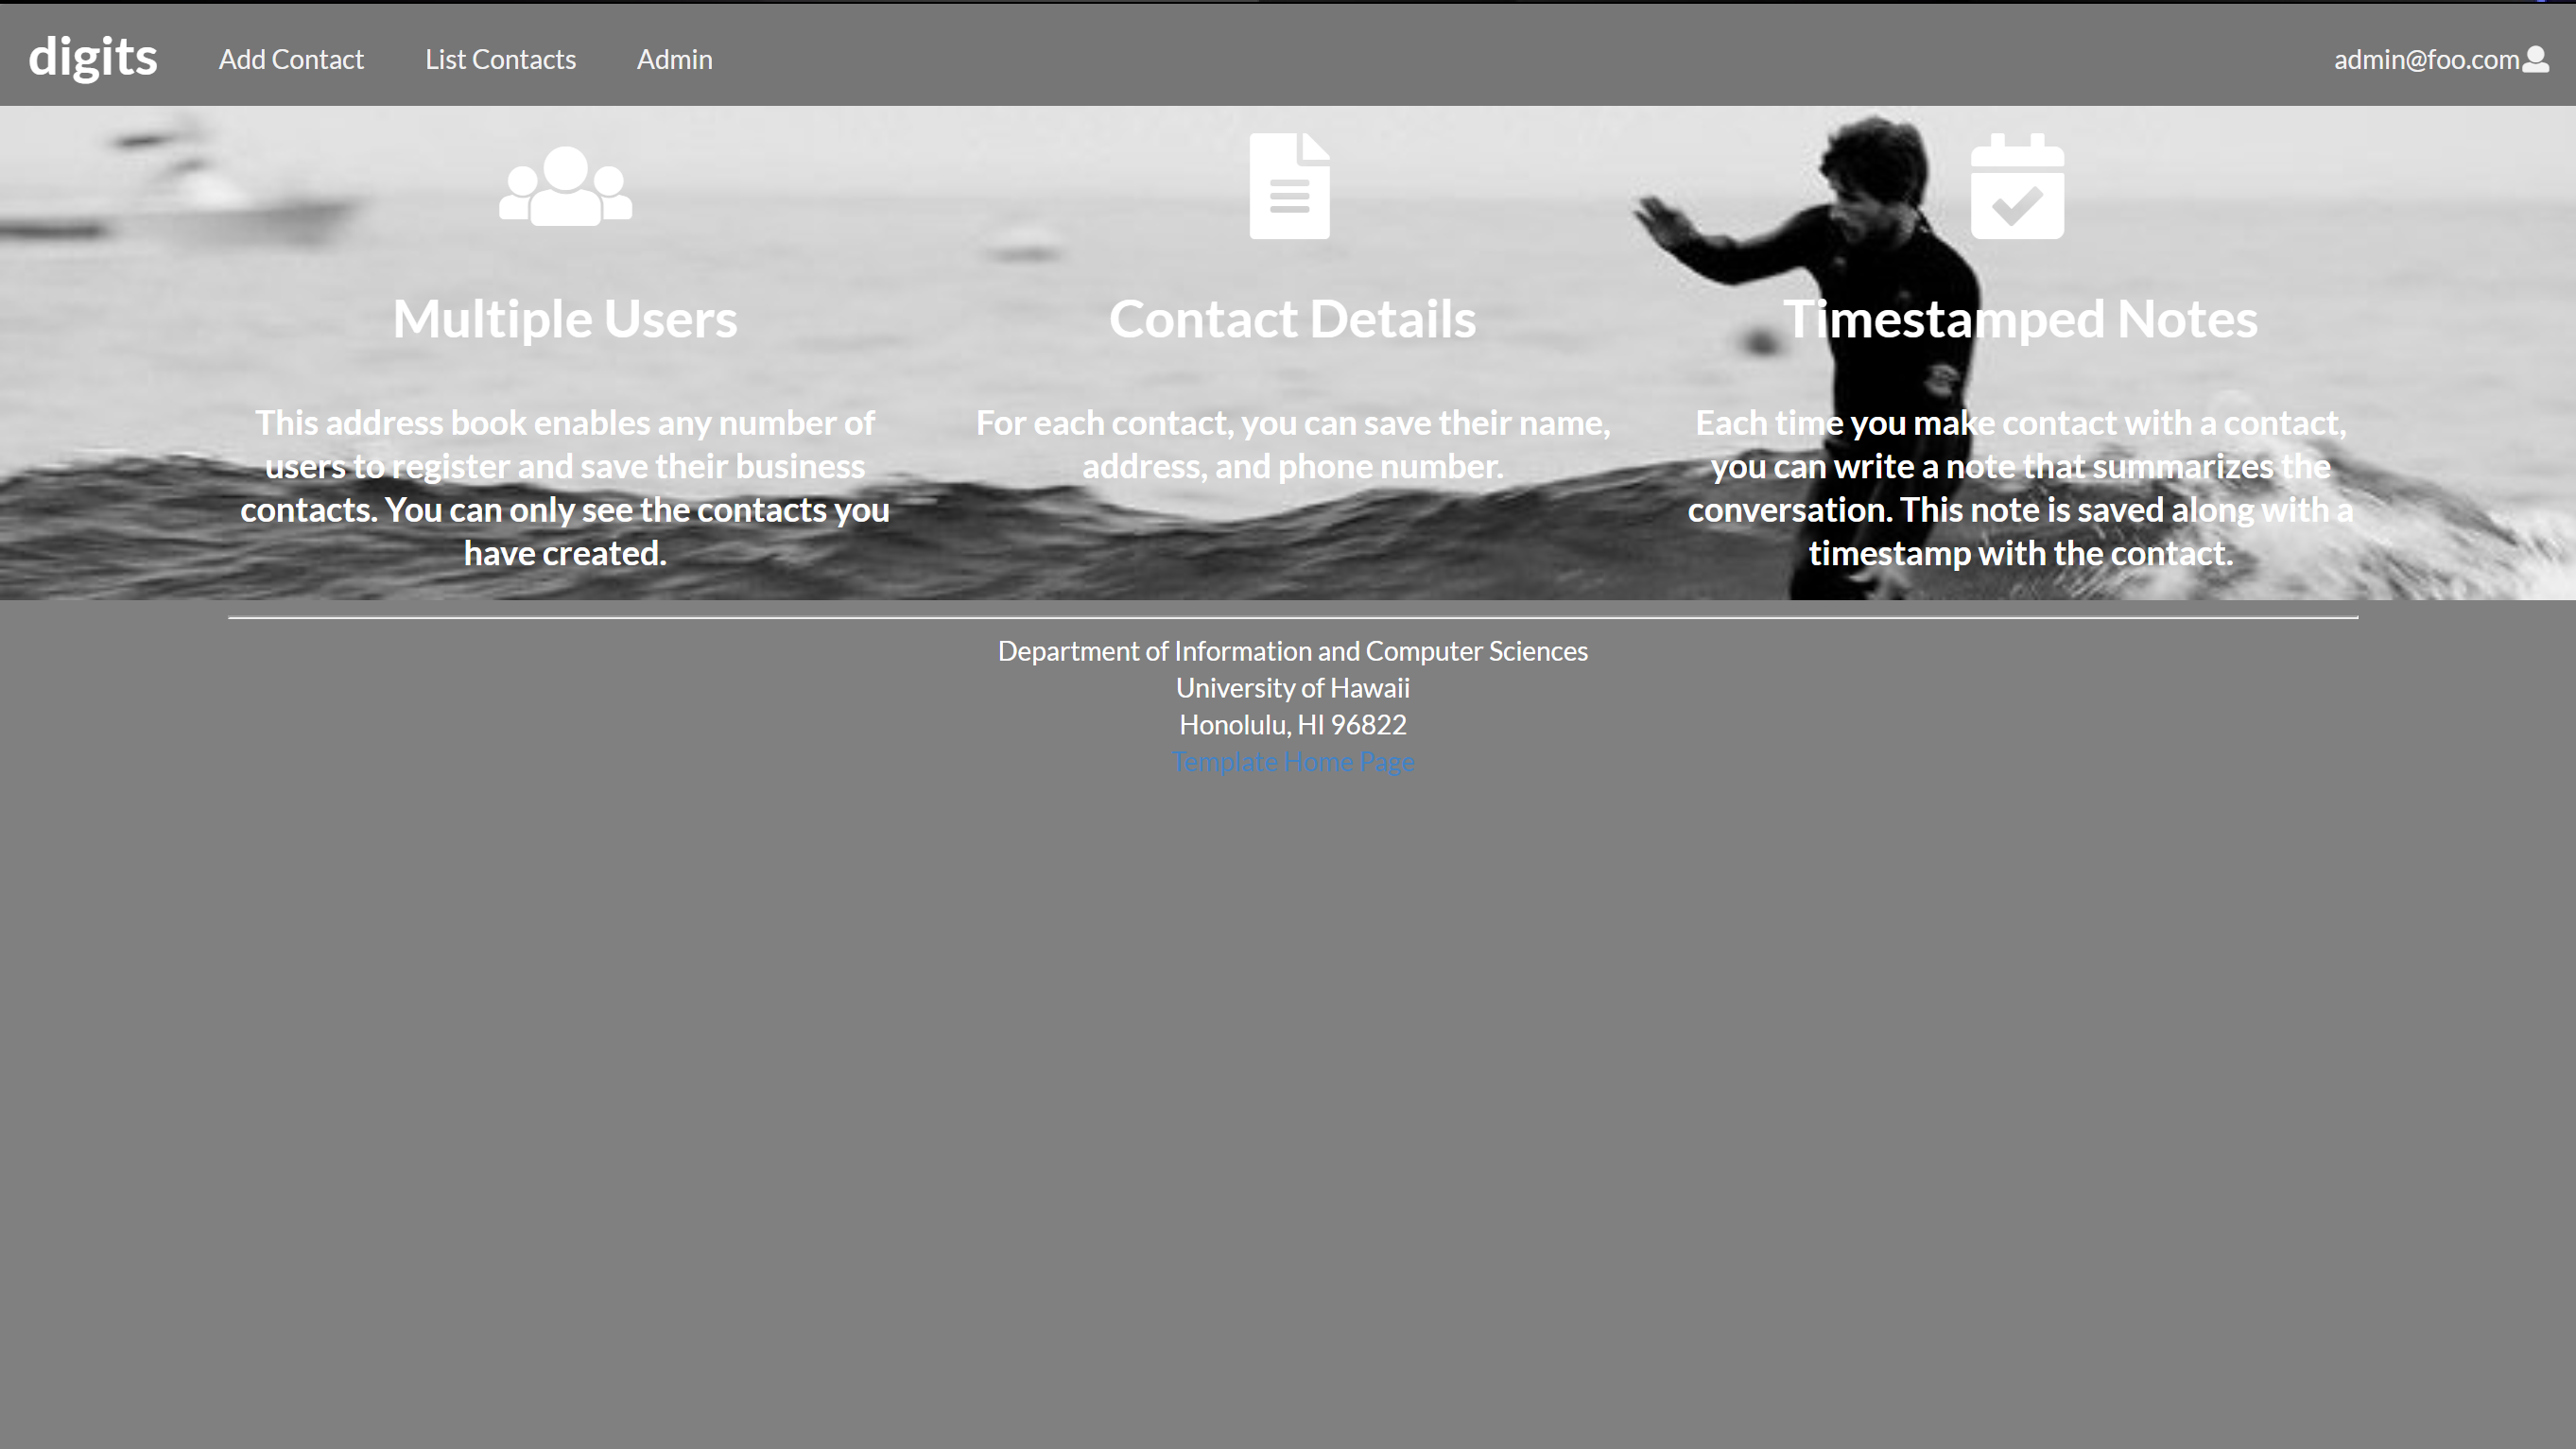 digits
Add Contact
List Contacts
Admin
admin@foo.com
Multiple Users
This address book enables any number of
users to register and save their business
contacts. You can only see the contacts you
have created.
Contact Details
For each contact, you can save their name,
address, and phone number.
Timestamped Notes
Each time you make contact with a contact,
you can write a note that summarizes the
conversation. This note is saved along with a
timestamp with the contact.
Department of Information and Computer Sciences
University of Hawaii
Honolulu, HI 96822
Template Home Page